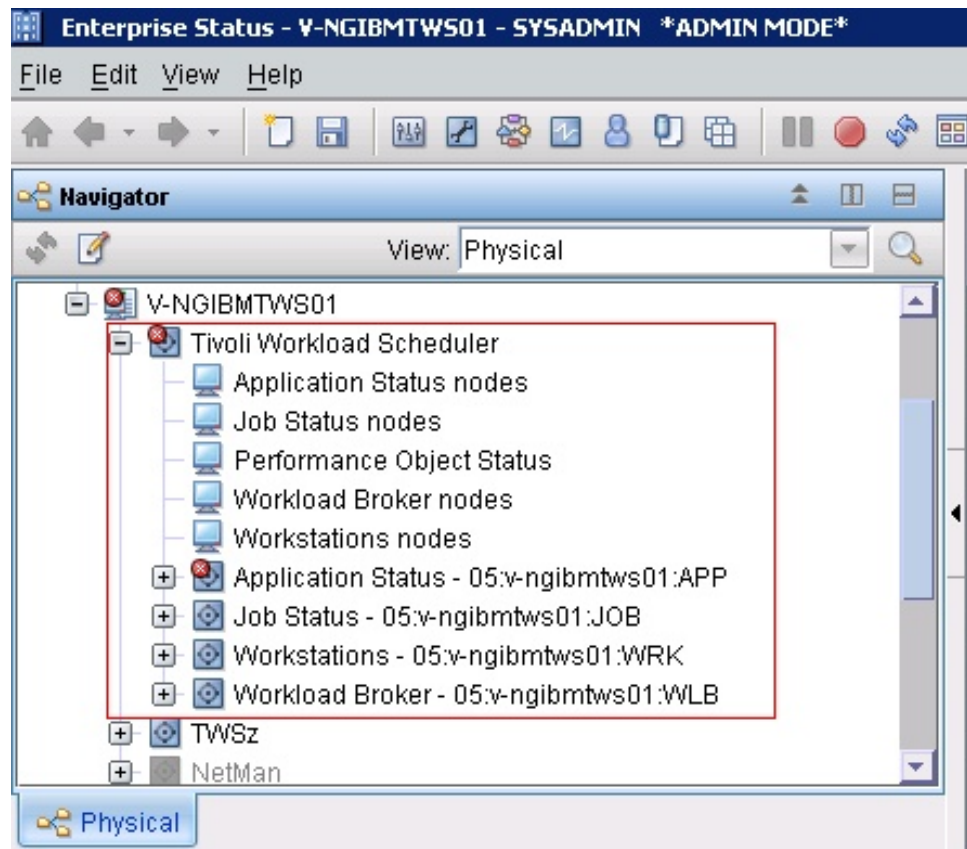 Enterprise Status - V-NGIBMTWS01 - SYSADMIN *ADMIN MODE*
File Edit View Help
Navigator
View: Physical
V-NGIBMTWS01
Tivoli Workload Scheduler
Application Status nodes
Job Status nodes
Performance Object Status
Workload Broker nodes
Workstations nodes
Application Status - 05:v-ngibmtws01:APP
Job Status - 05:v-ngibmtws01:JOB
Workstations - 05:v-ngibmtws01:WRK
Workload Broker - 05:v-ngibmtws01:WLB
TWSz
NetMan
Physical